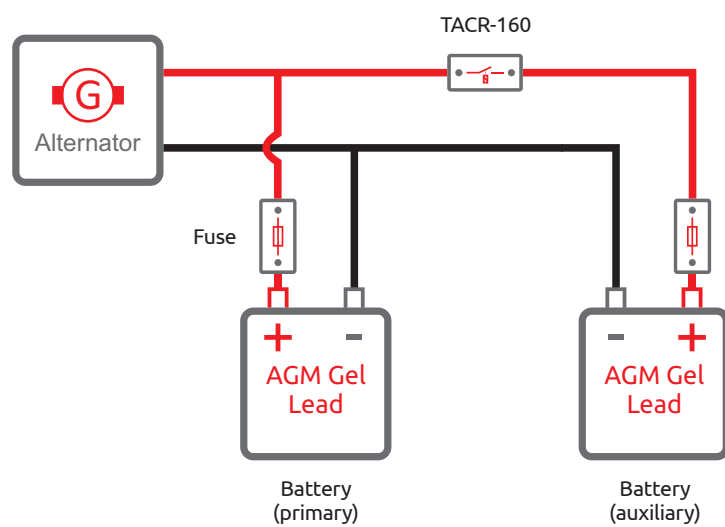 TACR-160
G
Alternator
Fuse
+ -
AGM Gel
Lead
- +
AGM Gel
Lead
Battery
(primary)
Battery
(auxiliary)